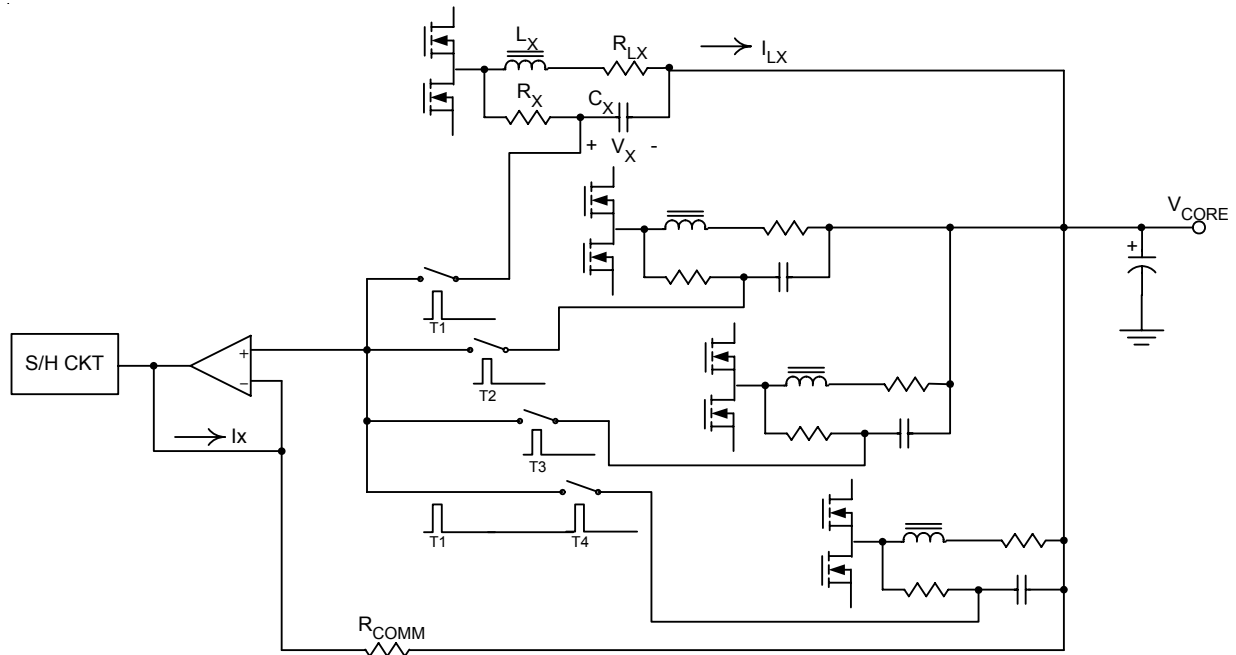 L_X
R_LX
I_LX
R_X
C_X
+ V_X -
V_CORE
+
T1
S/H CKT
+
−
T2
Ix
T3
T1
T4
R_COMM